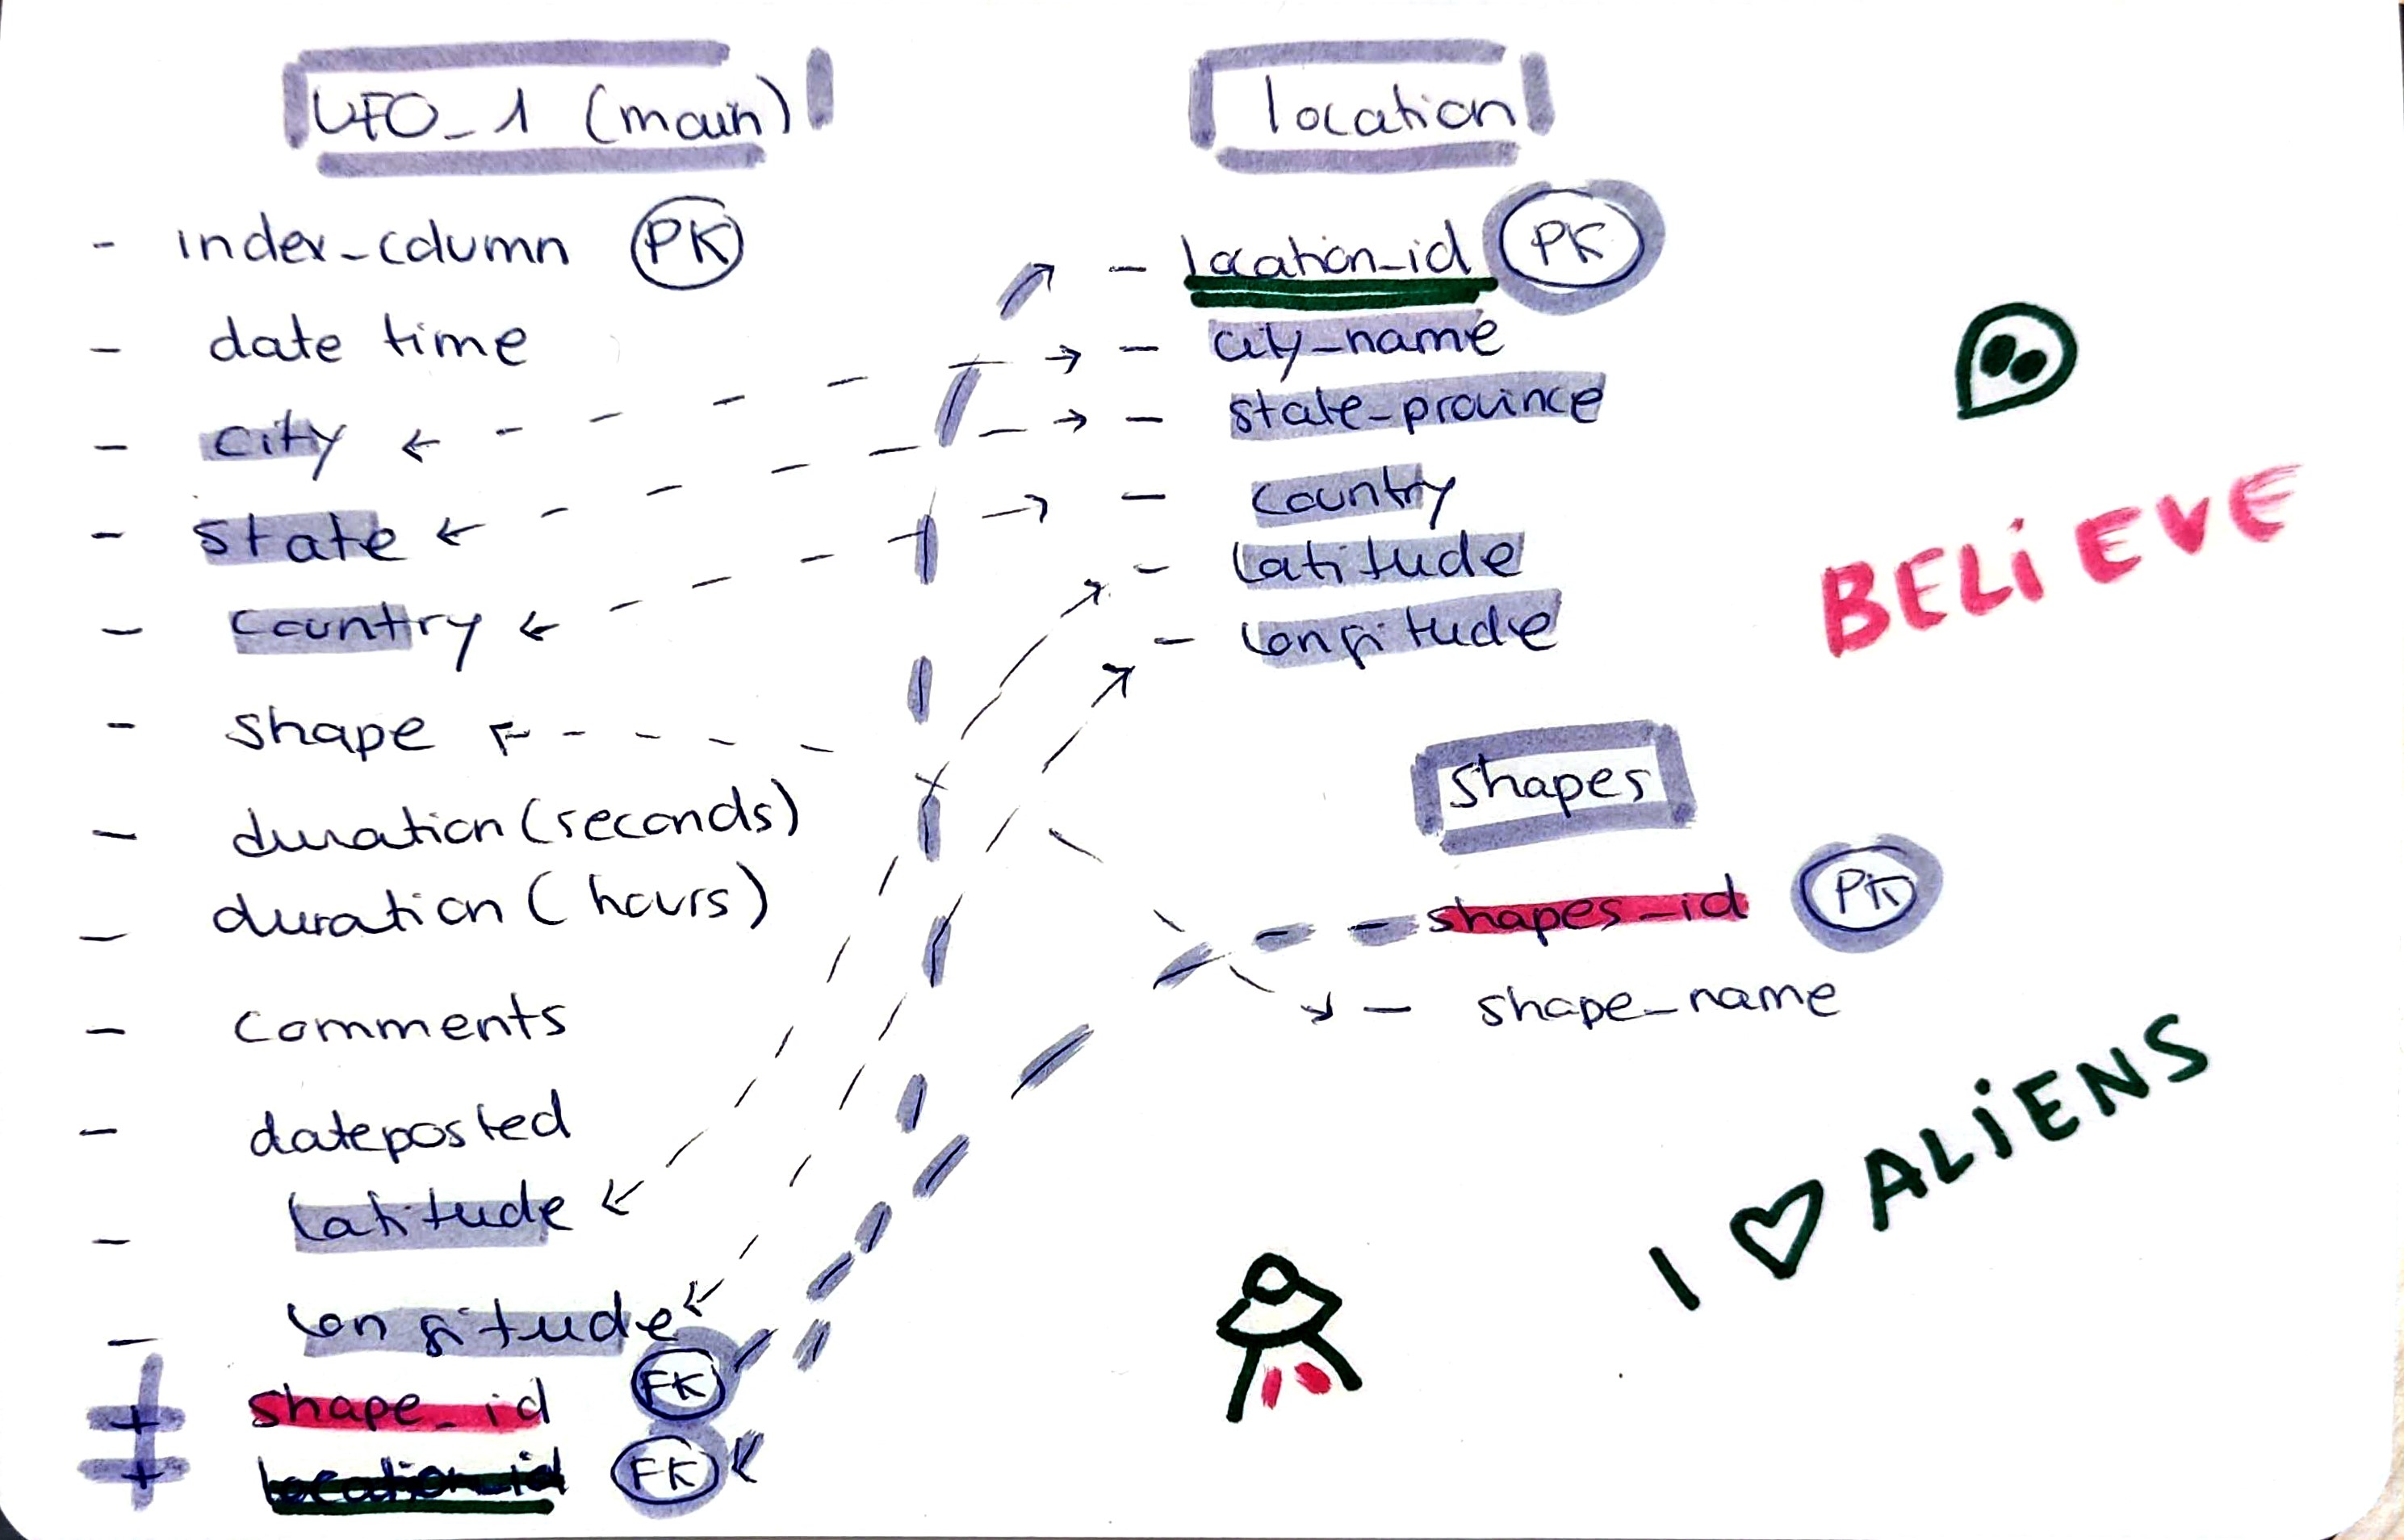 UFO_1 (main)
- index_column PK
- date time
- city
- state
- country
- shape
- duration (seconds)
- duration (hours)
- comments
- dateposted
- latitude
- longitude
+ shape_id FK
+ location_id FK
location
- location_id PK
- city_name
- state_province
- country
- latitude
- longitude
shapes
- shapes_id PK
- shape_name
BELiEVE
I ♡ ALiENS